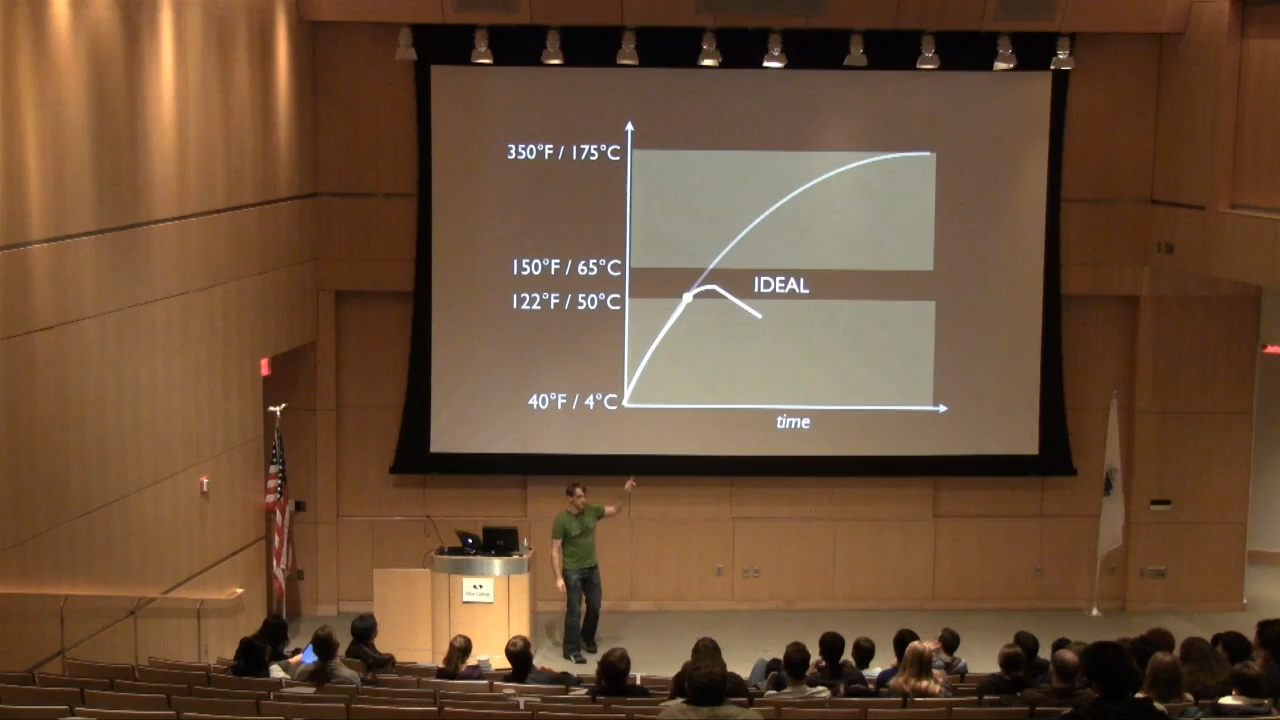 350°F / 175°C
150°F / 65°C
IDEAL
122°F / 50°C
40°F / 4°C
time